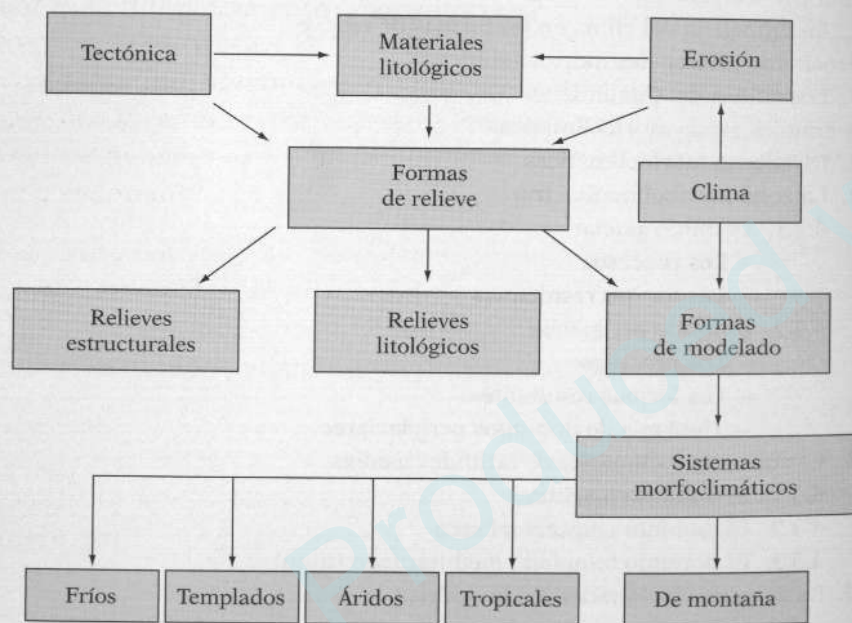 Tectónica
Materiales
litológicos
Erosión
Formas
de relieve
Clima
Relieves
estructurales
Relieves
litológicos
Formas
de modelado
Sistemas
morfoclimáticos
Fríos
Templados
Áridos
Tropicales
De montaña